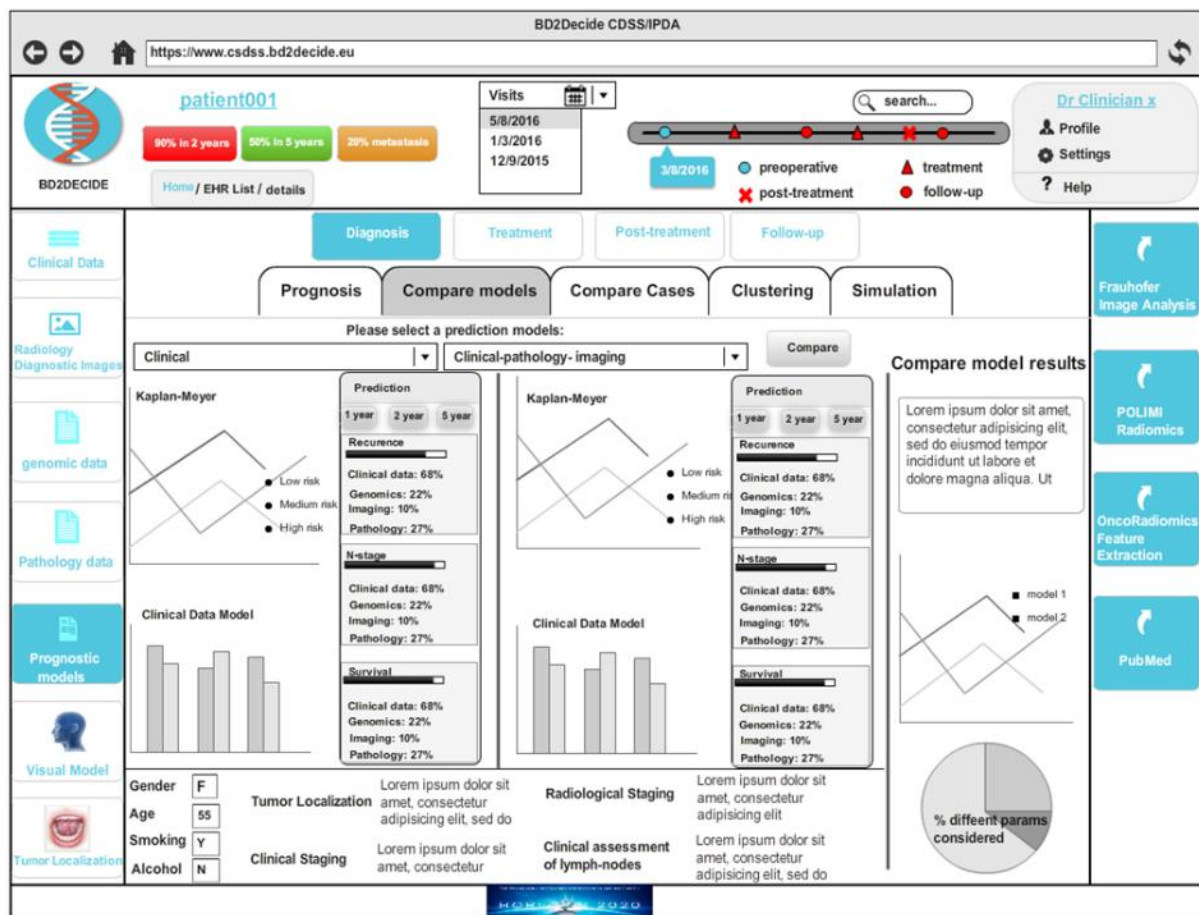 BD2Decide CDSS/IPDA
https://www.csdss.bd2decide.eu
BD2DECIDE
patient001
90% in 2 years
50% in 5 years
20% metastasis
Home / EHR List / details
Visits
5/8/2016
1/3/2016
12/9/2015
search...
3/8/2016
preoperative
treatment
post-treatment
follow-up
Dr Clinician x
Profile
Settings
? Help
Clinical Data
Radiology
Diagnostic Images
genomic data
Pathology data
Prognostic
models
Visual Model
Tumor Localization
Diagnosis
Treatment
Post-treatment
Follow-up
Prognosis
Compare models
Compare Cases
Clustering
Simulation
Please select a prediction models:
Clinical
Clinical-pathology- imaging
Compare
Kaplan-Meyer
Low risk
Medium risk
High risk
Clinical Data Model
Prediction
1 year
2 year
5 year
Recurence
Clinical data: 68%
Genomics: 22%
Imaging: 10%
Pathology: 27%
N-stage
Clinical data: 68%
Genomics: 22%
Imaging: 10%
Pathology: 27%
Survival
Clinical data: 68%
Genomics: 22%
Imaging: 10%
Pathology: 27%
Kaplan-Meyer
Low risk
Medium ri
High risk
Clinical Data Model
Prediction
1 year
2 year
5 year
Recurence
Clinical data: 68%
Genomics: 22%
Imaging: 10%
Pathology: 27%
N-stage
Clinical data: 68%
Genomics: 22%
Imaging: 10%
Pathology: 27%
Survival
Clinical data: 68%
Genomics: 22%
Imaging: 10%
Pathology: 27%
Compare model results
Lorem ipsum dolor sit amet,
consectetur adipisicing elit,
sed do eiusmod tempor
incididunt ut labore et
dolore magna aliqua. Ut
model 1
model 2
% diffeent params
considered
Gender F
Age 55
Smoking Y
Alcohol N
Tumor Localization
Lorem ipsum dolor sit
amet, consectetur
adipisicing elit, sed do
Clinical Staging
Lorem ipsum dolor sit
amet, consectetur
Radiological Staging
Lorem ipsum dolor sit
amet, consectetur
adipisicing elit
Clinical assessment
of lymph-nodes
Lorem ipsum dolor sit
amet, consectetur
adipisicing elit, sed do
Frauhofer
Image Analysis
POLIMI
Radiomics
OncoRadiomics
Feature
Extraction
PubMed
HORIZON 2020